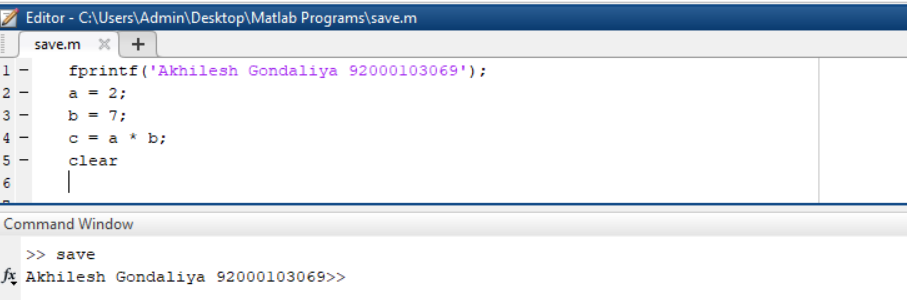 Editor - C:\Users\Admin\Desktop\Matlab Programs\save.m
save.m × +
1 – fprintf('Akhilesh Gondaliya 92000103069');
2 – a = 2;
3 – b = 7;
4 – c = a * b;
5 – clear
6
Command Window
>> save
fx Akhilesh Gondaliya 92000103069>>